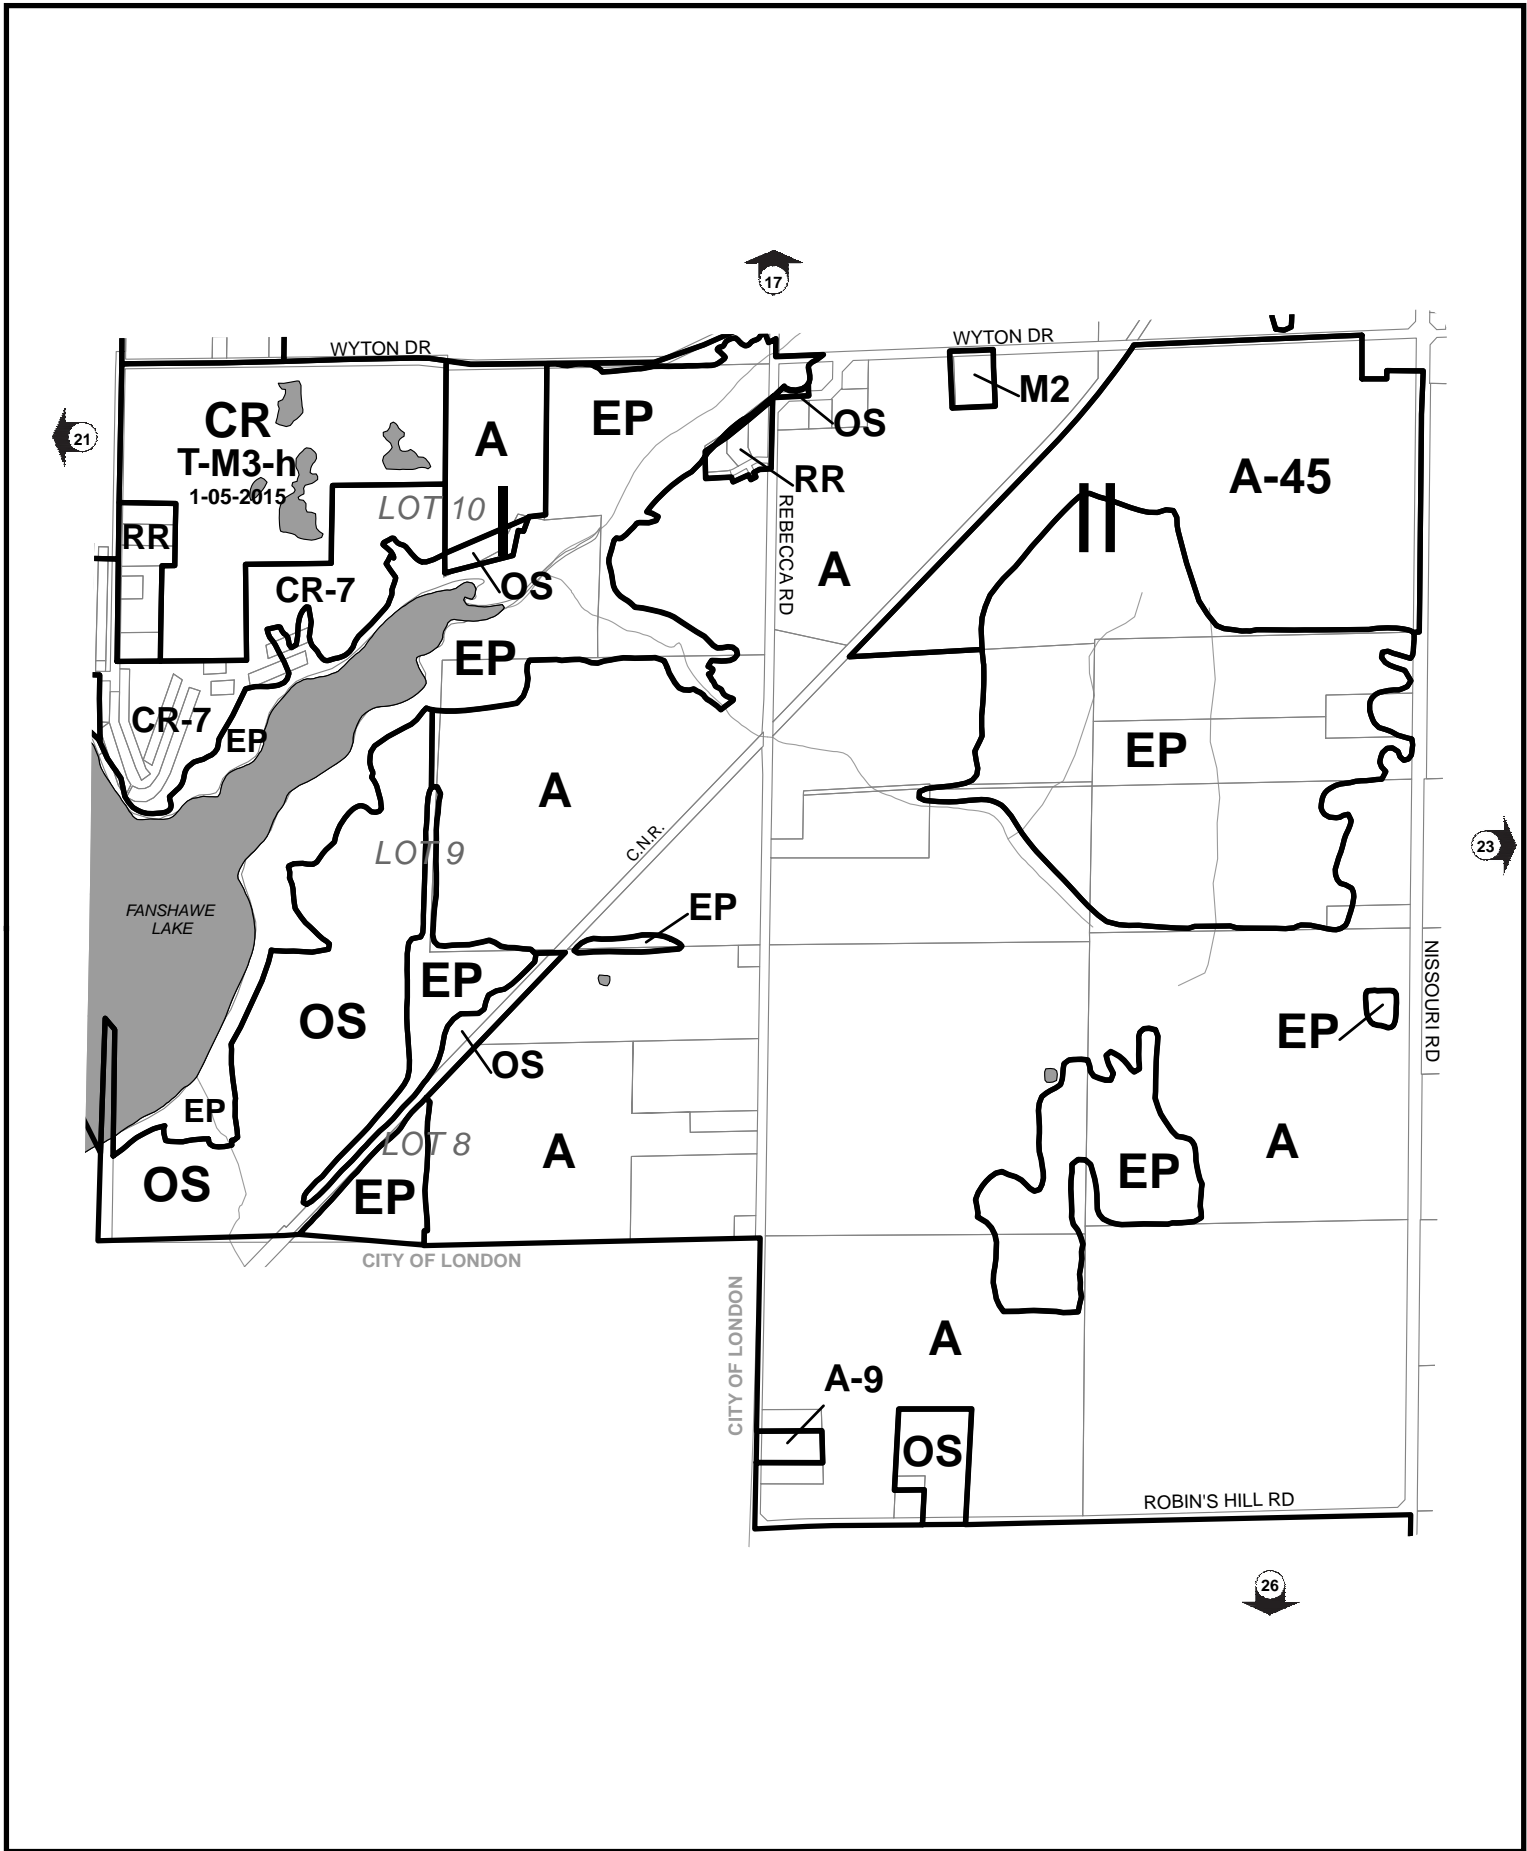 17
WYTON DR
WYTON DR
M2
CR
T-M3-h
1-05-2015
A
EP
OS
21
A-45
RR
LOT 10
REBECCA RD
I
II
RR
A
CR-7
OS
EP
CR-7
EP
EP
A
C.N.R.
LOT 9
23
FANSHAWE
LAKE
EP
EP
OS
NISSOURI RD
EP
OS
EP
LOT 8
A
A
EP
OS
EP
CITY OF LONDON
CITY OF LONDON
A
A-9
OS
ROBIN'S HILL RD
26